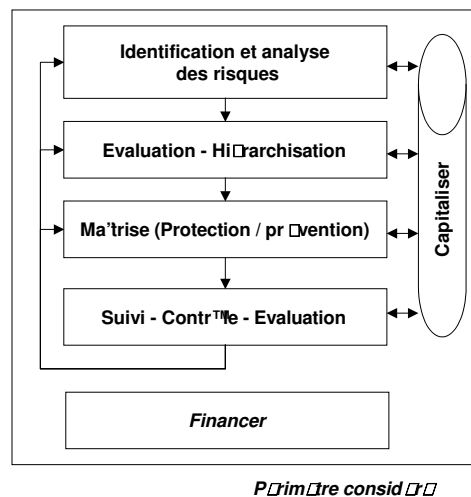 Identification et analyse
des risques
Evaluation - Hi□rarchisation
Ma'trise (Protection / pr □vention)
Suivi - Contr™e - Evaluation
Capitaliser
Financer
P□rim□tre consid□r□